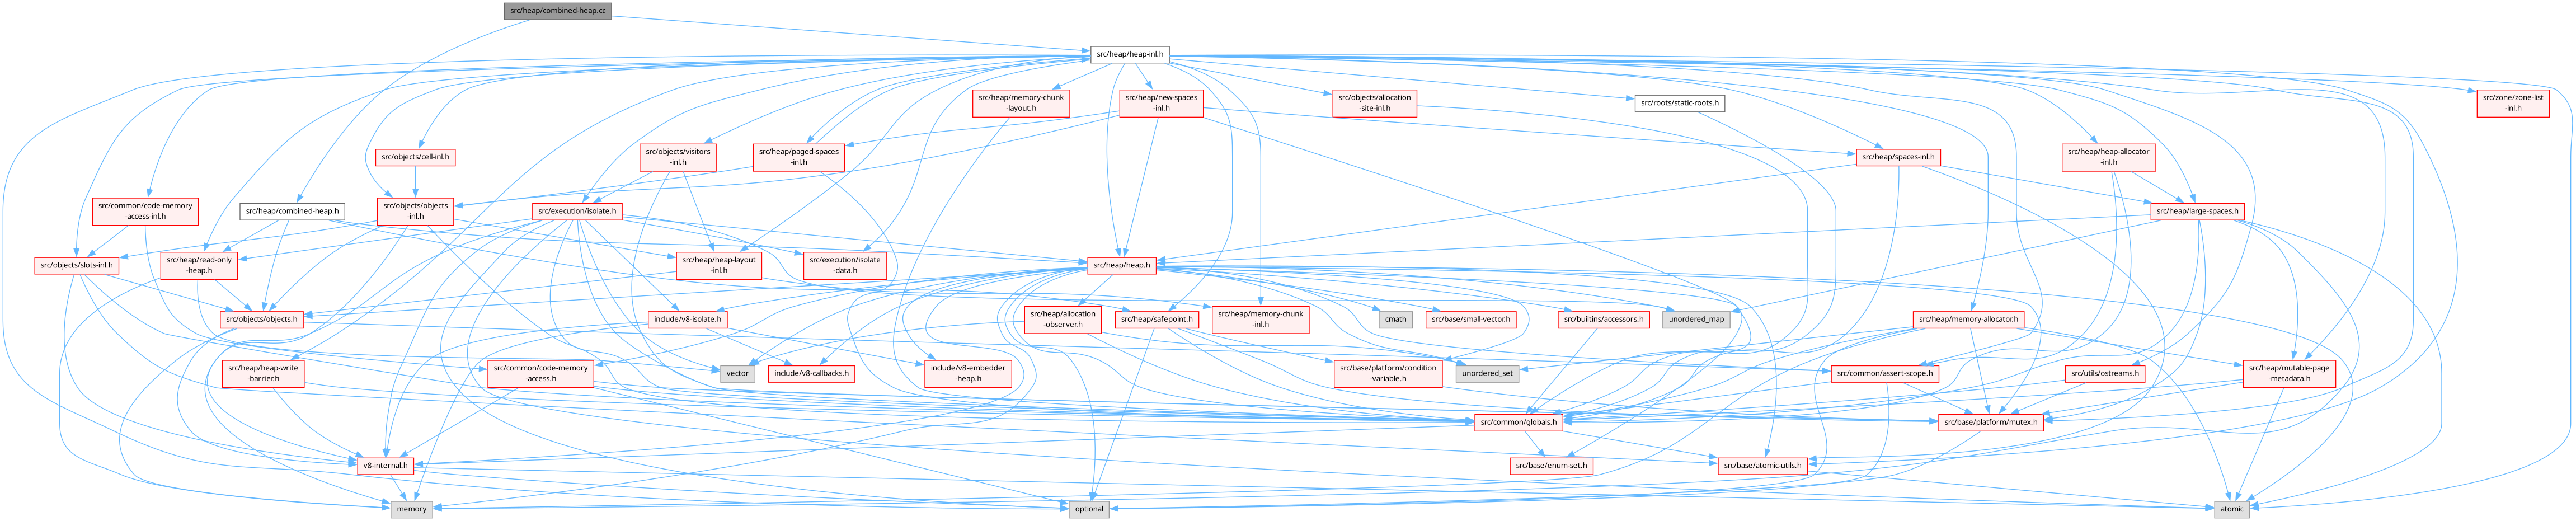 src/heap/combined-heap.cc
src/heap/heap-inl.h
src/heap/memory-chunk
-layout.h
src/heap/new-spaces
-inl.h
src/objects/allocation
-site-inl.h
src/roots/static-roots.h
src/zone/zone-list
-inl.h
src/objects/cell-inl.h
src/objects/visitors
-inl.h
src/heap/paged-spaces
-inl.h
src/heap/spaces-inl.h
src/heap/heap-allocator
-inl.h
src/common/code-memory
-access-inl.h
src/heap/combined-heap.h
src/objects/objects
-inl.h
src/execution/isolate.h
src/heap/large-spaces.h
src/objects/slots-inl.h
src/heap/read-only
-heap.h
src/heap/heap-layout
-inl.h
src/execution/isolate
-data.h
src/heap/heap.h
src/objects/objects.h
include/v8-isolate.h
src/heap/allocation
-observer.h
src/heap/safepoint.h
src/heap/memory-chunk
-inl.h
cmath
src/base/small-vector.h
src/builtins/accessors.h
unordered_map
src/heap/memory-allocator.h
src/heap/heap-write
-barrier.h
src/common/code-memory
-access.h
vector
include/v8-callbacks.h
include/v8-embedder
-heap.h
src/base/platform/condition
-variable.h
unordered_set
src/common/assert-scope.h
src/utils/ostreams.h
src/heap/mutable-page
-metadata.h
src/common/globals.h
src/base/platform/mutex.h
v8-internal.h
src/base/enum-set.h
src/base/atomic-utils.h
memory
optional
atomic